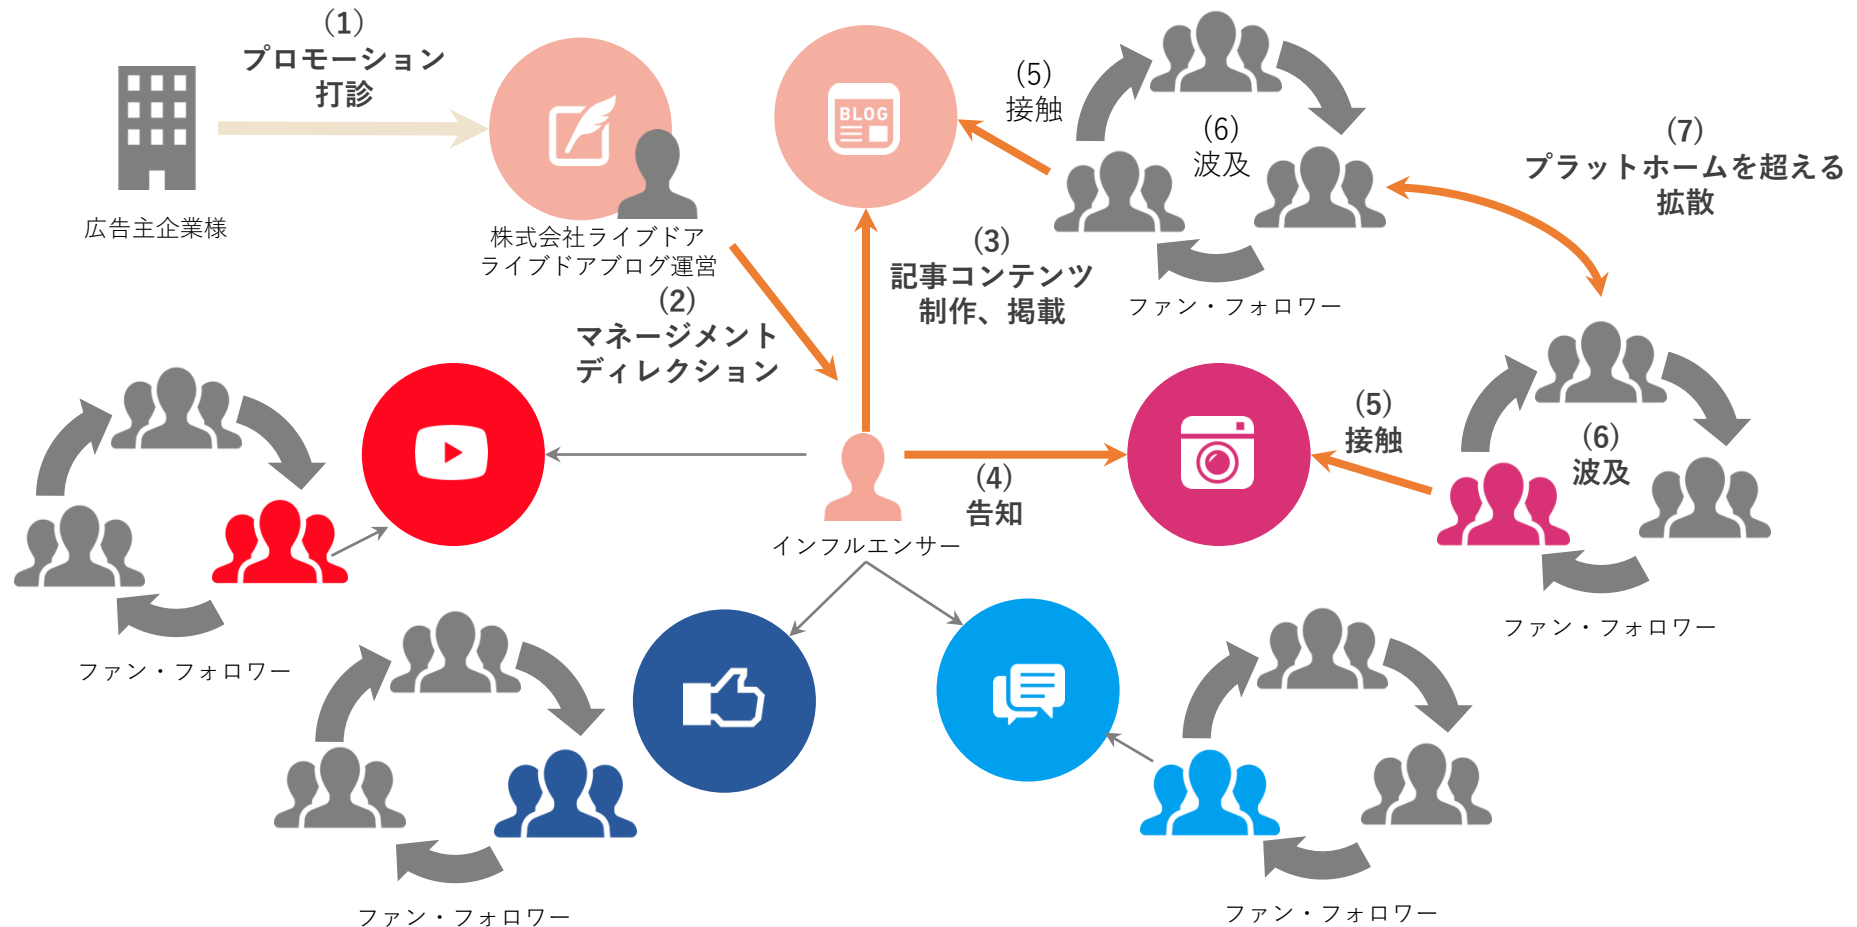 (1)
プロモーション
打診
広告主企業様
株式会社ライブドア
ライブドアブログ運営
(2)
マネージメント
ディレクション
BLOG
(3)
記事コンテンツ
制作、掲載
(5)
接触
(6)
波及
ファン・フォロワー
(7)
プラットホームを超える
拡散
インフルエンサー
(4)
告知
(5)
接触
(6)
波及
ファン・フォロワー
ファン・フォロワー
ファン・フォロワー
ファン・フォロワー